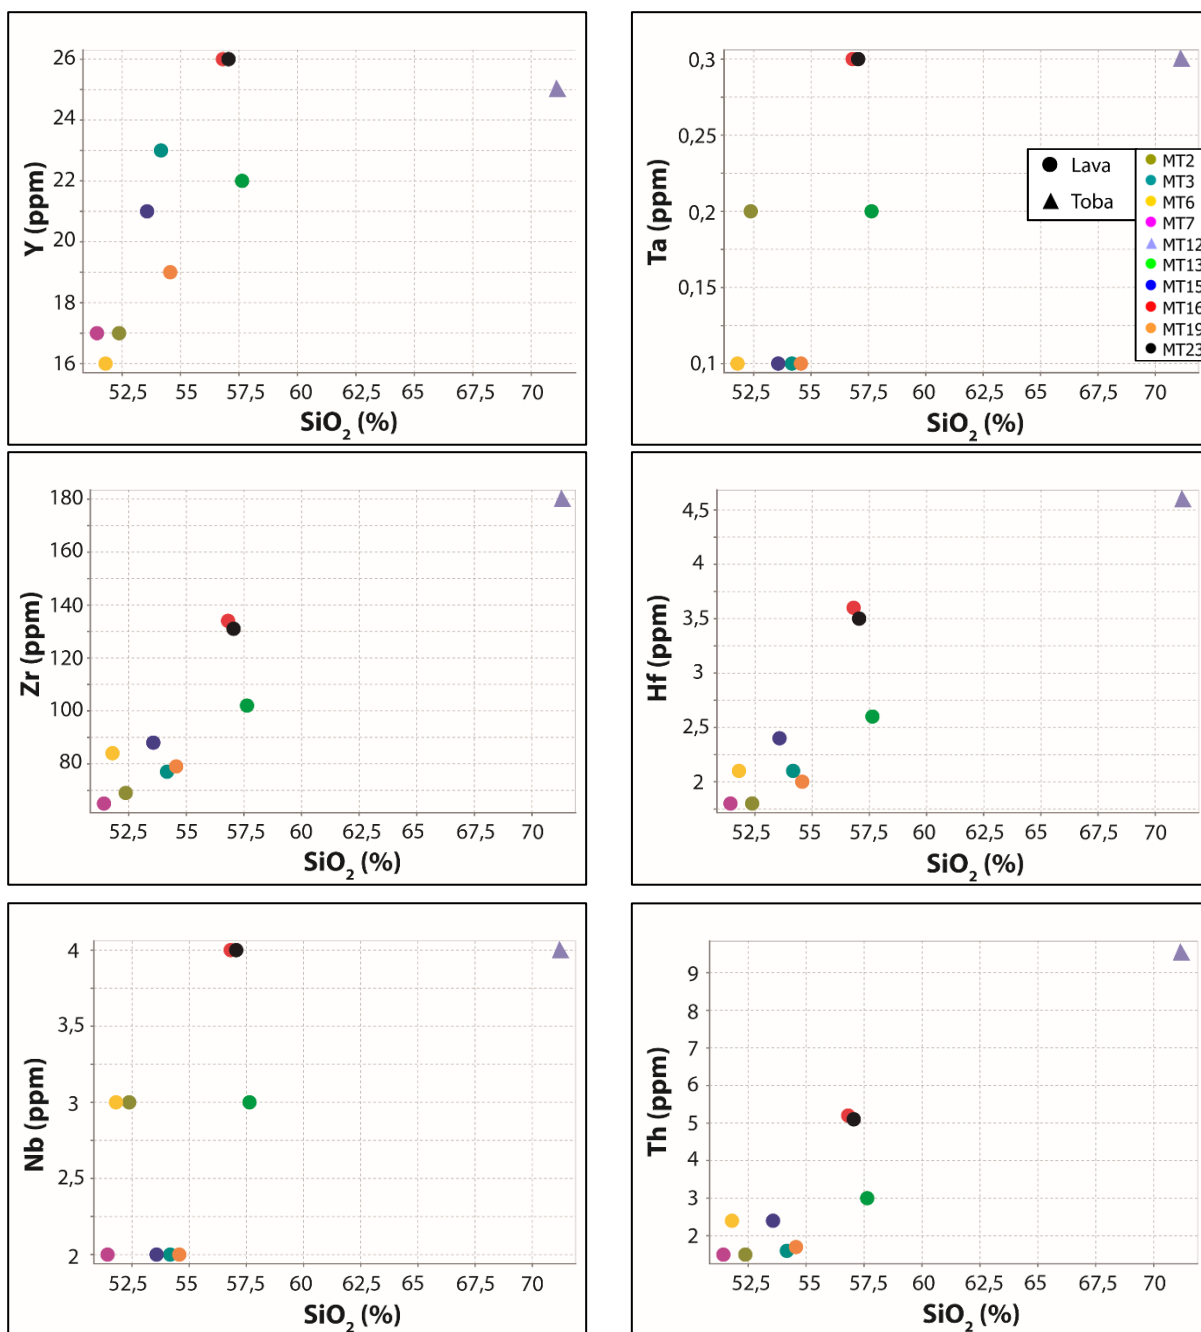 26
24
22
20
18
16
Y (ppm)
52,5 55 57,5 60 62,5 65 67,5 70
SiO₂ (%)
0,3
0,25
0,2
0,15
0,1
Ta (ppm)
52,5 55 57,5 60 62,5 65 67,5 70
SiO₂ (%)
Lava
Toba
MT2
MT3
MT6
MT7
MT12
MT13
MT15
MT16
MT19
MT23
180
160
140
120
100
80
Zr (ppm)
52,5 55 57,5 60 62,5 65 67,5 70
SiO₂ (%)
4,5
4
3,5
3
2,5
2
Hf (ppm)
52,5 55 57,5 60 62,5 65 67,5 70
SiO₂ (%)
4
3,5
3
2,5
2
Nb (ppm)
52,5 55 57,5 60 62,5 65 67,5 70
SiO₂ (%)
9
8
7
6
5
4
3
2
Th (ppm)
52,5 55 57,5 60 62,5 65 67,5 70
SiO₂ (%)